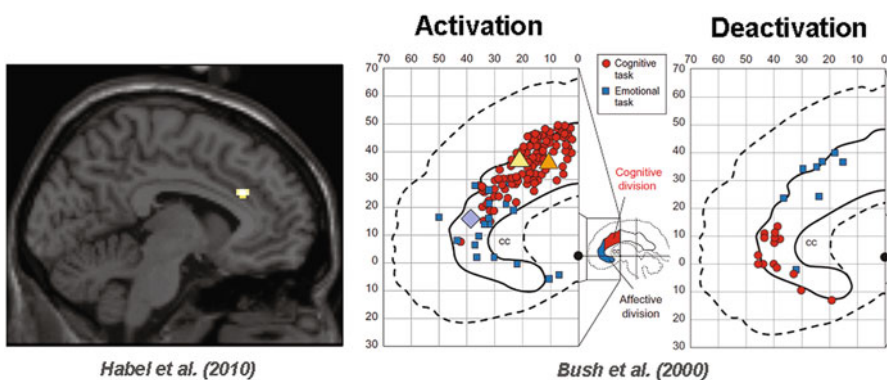 Activation
Deactivation
70 60 50 40 30 20 10 0
70 60 50 40 30 20 10 0
70
60
50
40
30
20
10
0
10
20
30
Cognitive task
Emotional task
cc
Cognitive division
Affective division
70
60
50
40
30
20
10
0
10
20
30
cc
Habel et al. (2010)
Bush et al. (2000)